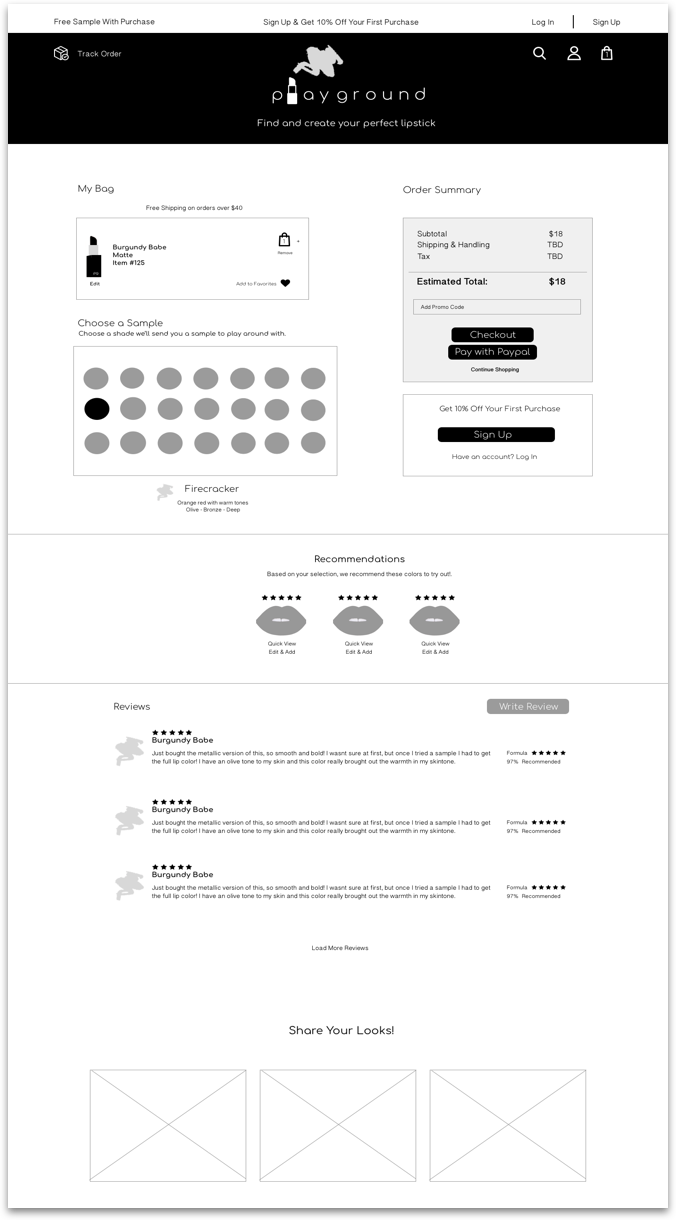 Free Sample With Purchase
Sign Up & Get 10% Off Your First Purchase
Log In
Sign Up
Track Order
1
playground
Find and create your perfect lipstick
My Bag
Free Shipping on orders over $40
Burgundy Babe
Matte
Item #125
Edit
1
Remove
Add to Favorities
Choose a Sample
Choose a shade we'll send you a sample to play around with.
Firecracker
Orange red with warm tones
Olive - Bronze - Deep
Order Summary
Subtotal $18
Shipping & Handling TBD
Tax TBD
Estimated Total: $18
Add Promo Code
Checkout
Pay with Paypal
Continue Shopping
Get 10% Off Your First Purchase
Sign Up
Have an account? Log In
Recommendations
Based on your selection, we recommend these colors to try out!.
Quick View
Edit & Add
Quick View
Edit & Add
Quick View
Edit & Add
Reviews
Write Review
Burgundy Babe
Just bought the metallic version of this, so smooth and bold! I wasnt sure at first, but once I tried a sample I had to get
the full lip color! I have an olive tone to my skin and this color really brought out the warmth in my skintone.
Formula
97% Recommended
Burgundy Babe
Just bought the metallic version of this, so smooth and bold! I wasnt sure at first, but once I tried a sample I had to get
the full lip color! I have an olive tone to my skin and this color really brought out the warmth in my skintone.
Formula
97% Recommended
Burgundy Babe
Just bought the metallic version of this, so smooth and bold! I wasnt sure at first, but once I tried a sample I had to get
the full lip color! I have an olive tone to my skin and this color really brought out the warmth in my skintone.
Formula
97% Recommended
Load More Reviews
Share Your Looks!